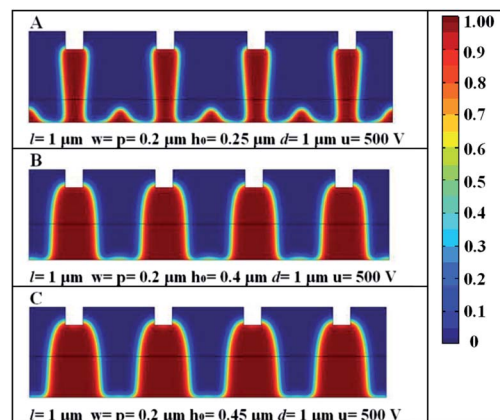 A
l= 1 μm w= p= 0.2 μm h₀= 0.25 μm d= 1 μm u= 500 V
B
l= 1 μm w= p= 0.2 μm h₀= 0.4 μm d= 1 μm u= 500 V
C
l= 1 μm w= p= 0.2 μm h₀= 0.45 μm d= 1 μm u= 500 V
1.00
0.9
0.8
0.7
0.6
0.5
0.4
0.3
0.2
0.1
0